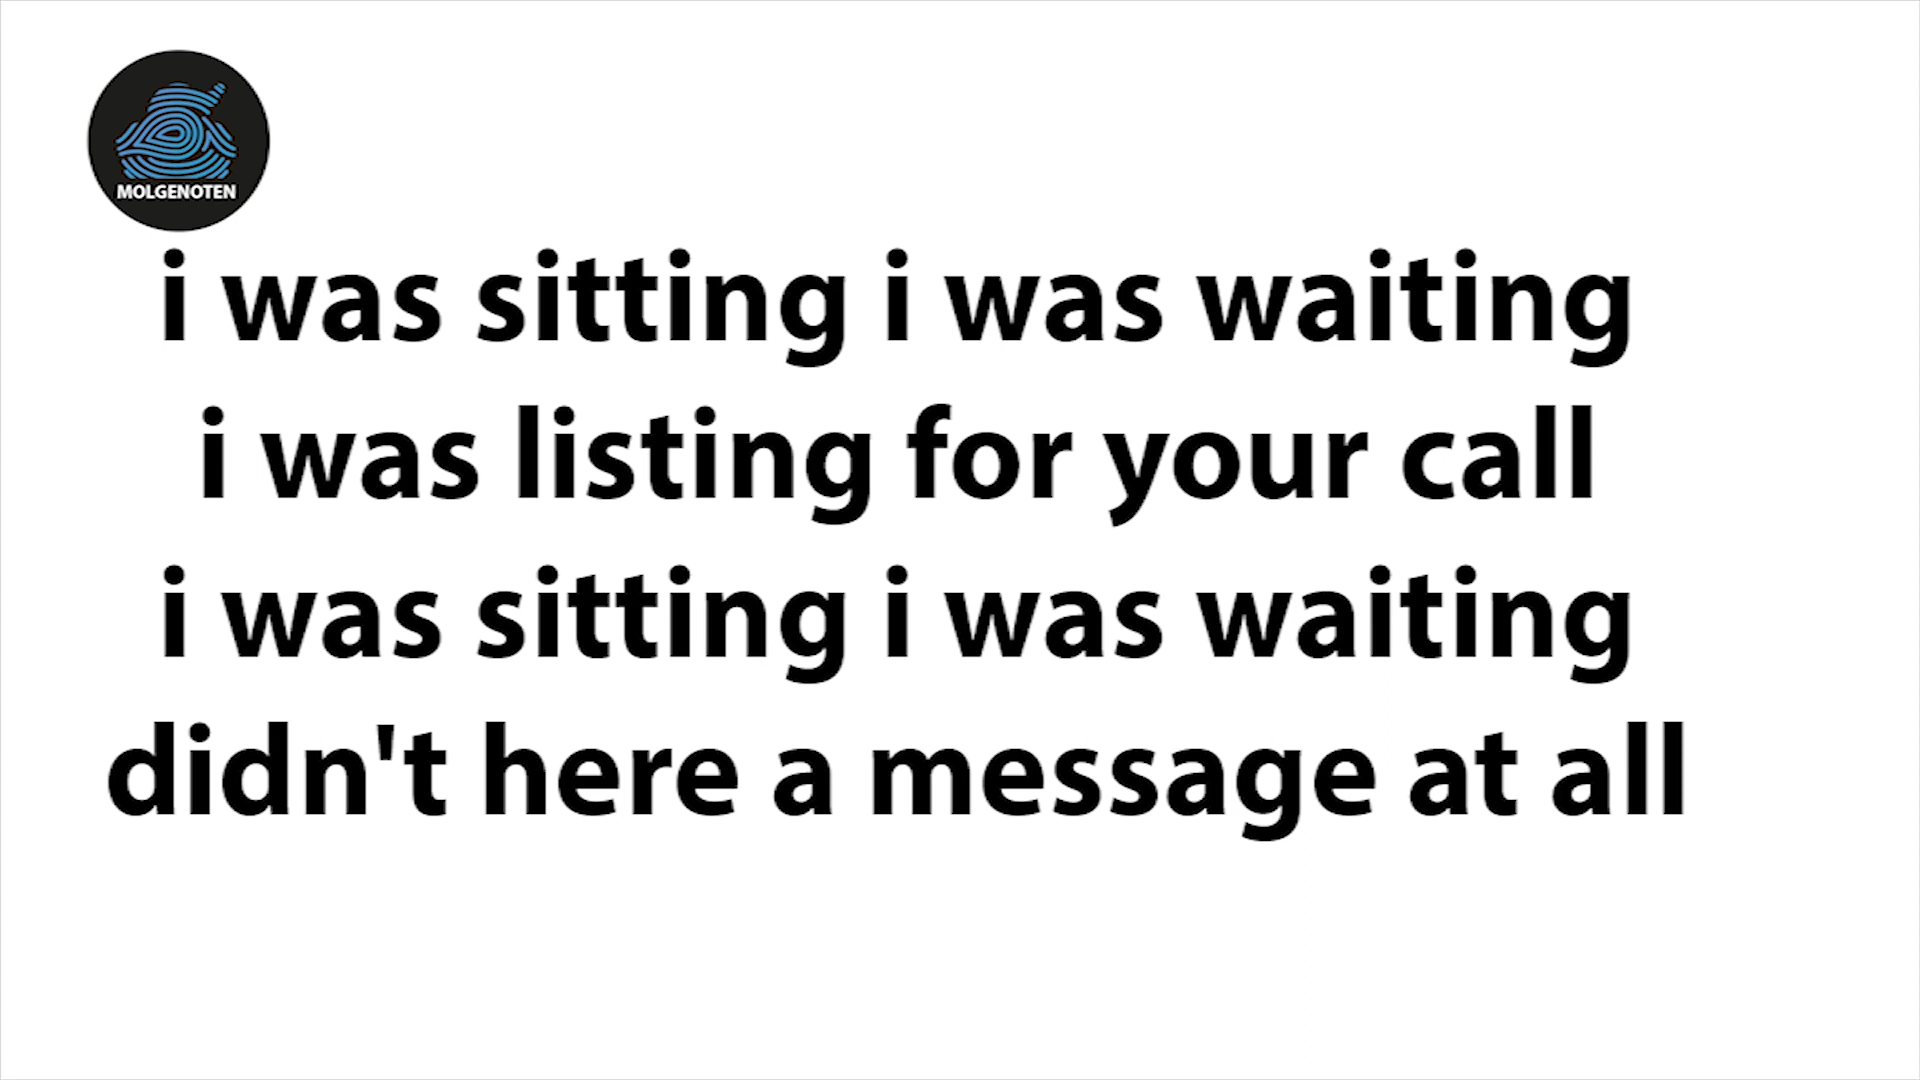 MOLGENOTEN
i was sitting i was waiting
i was listing for your call
i was sitting i was waiting
didn't here a message at all